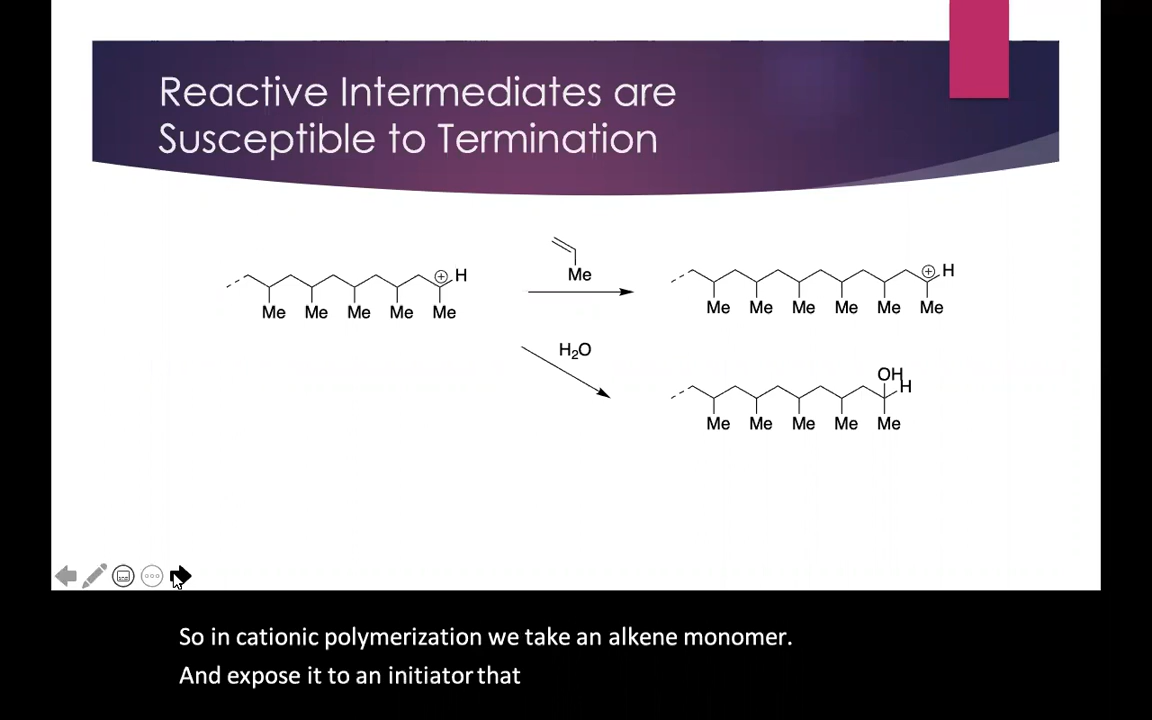 Reactive Intermediates are
Susceptible to Termination
Me
⊕ H
Me Me Me Me Me
⊕ H
Me Me Me Me Me Me
H₂O
OH
H
Me Me Me Me Me
So in cationic polymerization we take an alkene monomer.
And expose it to an initiator that